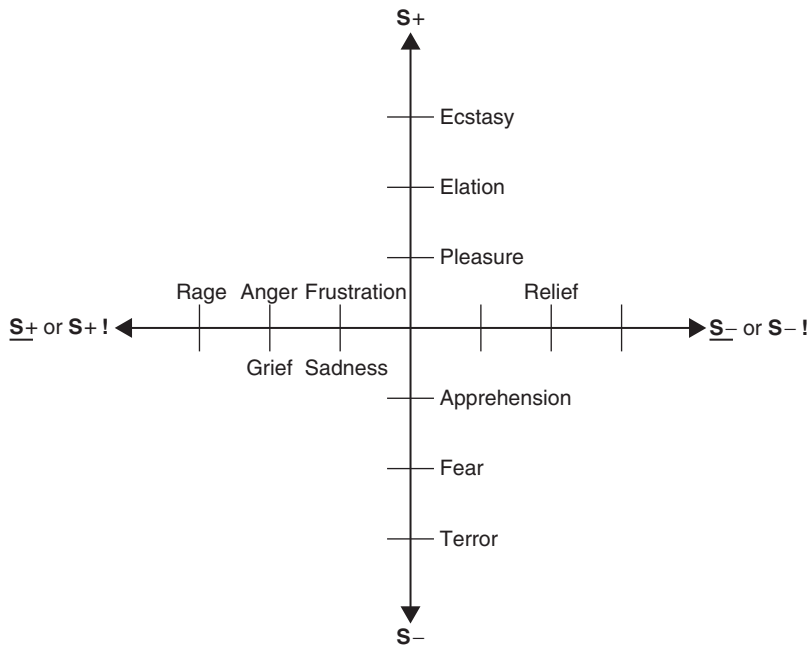 S+
Ecstasy
Elation
Pleasure
Rage Anger Frustration Relief
S+ or S+ ! S− or S− !
Grief Sadness
Apprehension
Fear
Terror
S−